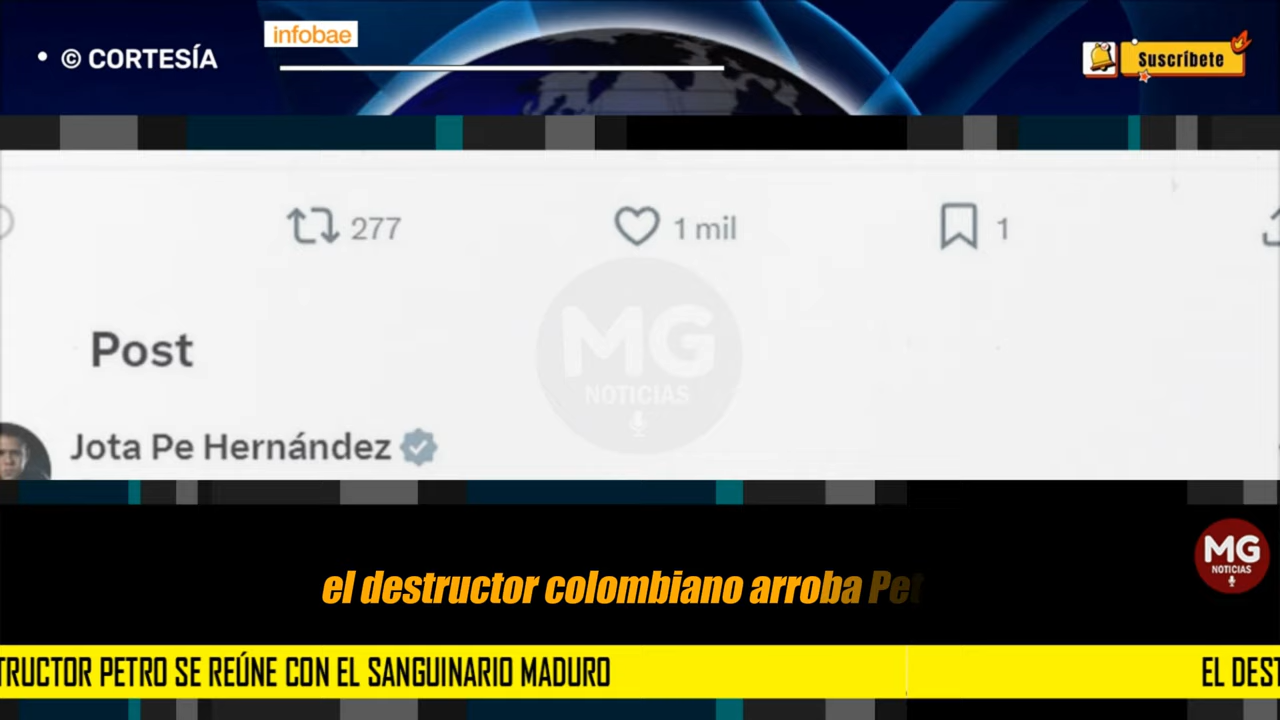 • © CORTESÍA
infobae
Suscríbete
277
1 mil
1
MG
NOTICIAS
Post
Jota Pe Hernández
MG
NOTICIAS
el destructor colombiano arroba Pet
TRUCTOR PETRO SE REÚNE CON EL SANGUINARIO MADURO
EL DEST